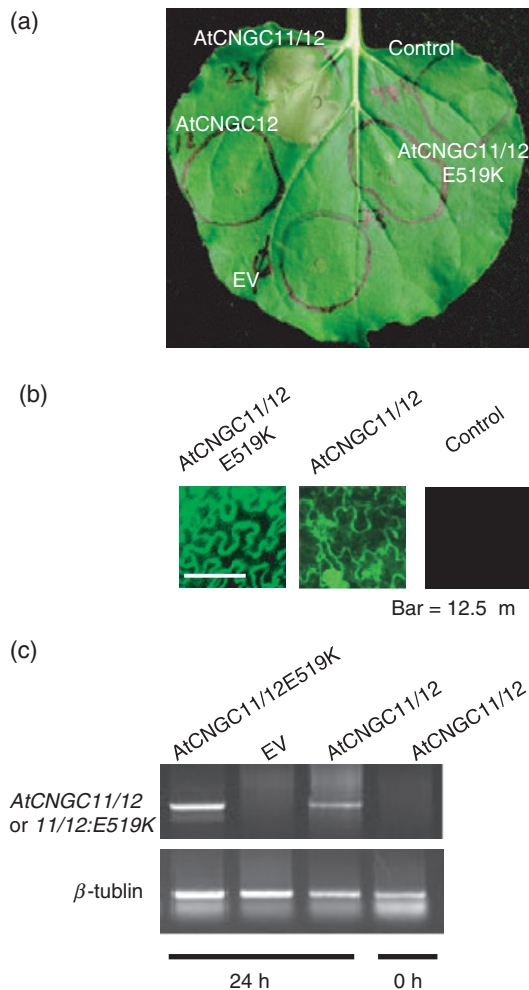 (a)
AtCNGC11/12
Control
AtCNGC12
AtCNGC11/12
E519K
EV
(b)
AtCNGC11/12
E519K
AtCNGC11/12
Control
Bar = 12.5 m
(c)
AtCNGC11/12E519K
EV
AtCNGC11/12
AtCNGC11/12
AtCNGC11/12
or 11/12:E519K
β-tublin
24 h
0 h